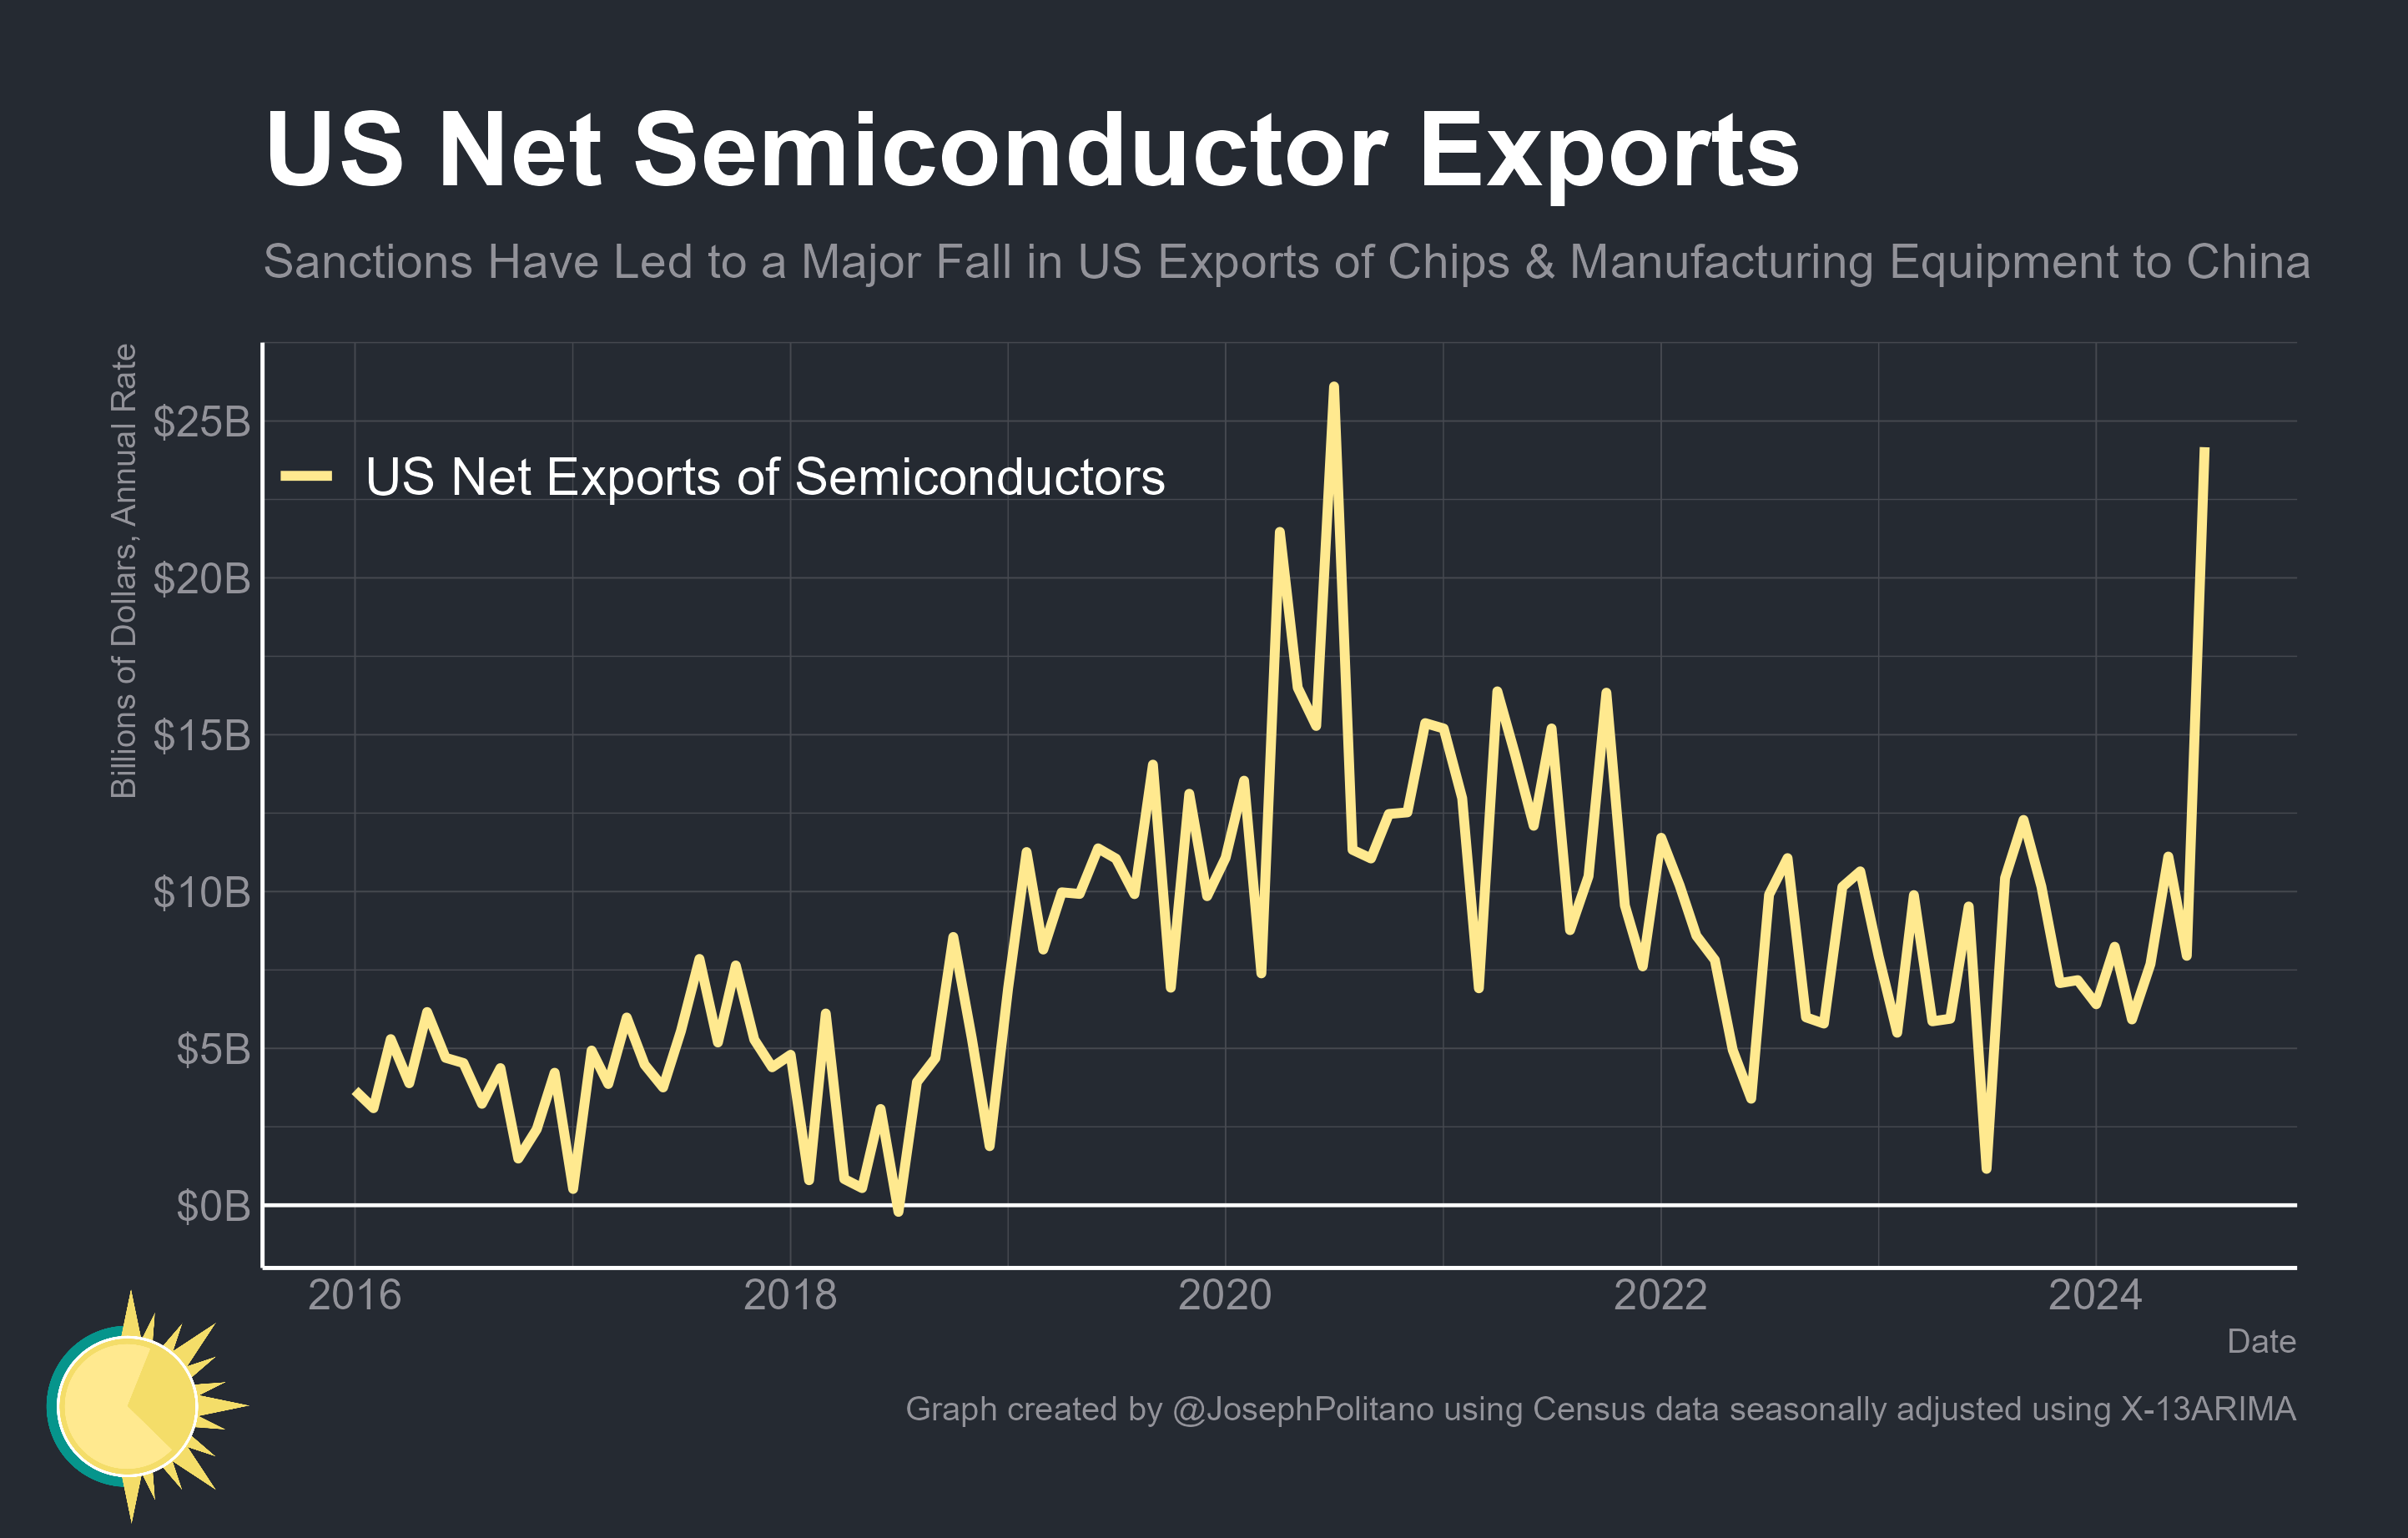 US Net Semiconductor Exports
Sanctions Have Led to a Major Fall in US Exports of Chips & Manufacturing Equipment to China
Billions of Dollars, Annual Rate
$25B
US Net Exports of Semiconductors
$20B
$15B
$10B
$5B
$0B
2016 2018 2020 2022 2024
Date
Graph created by @JosephPolitano using Census data seasonally adjusted using X-13ARIMA